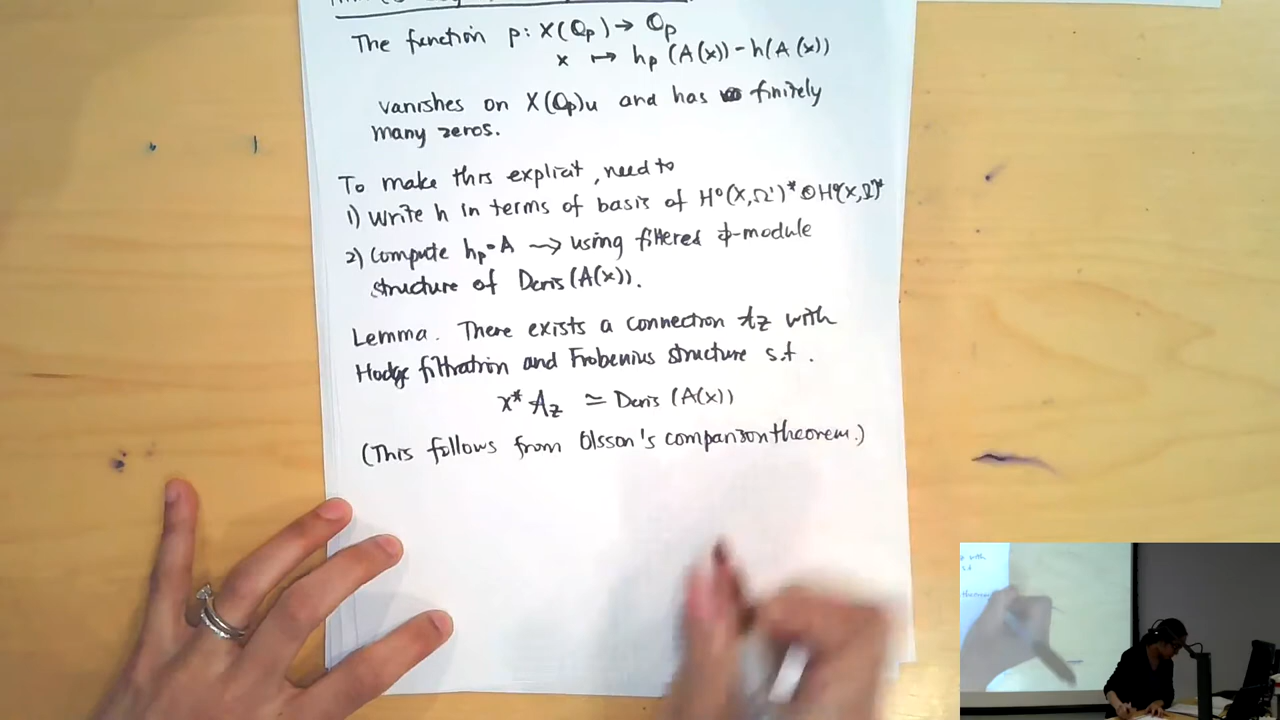 The function ρ: X(Qp) → Qp
x ↦ hp (A(x)) - h(A(x))
vanishes on X(Qp)u and has finitely
many zeros.
To make this explicit, need to
1) Write h in terms of basis of H⁰(X,Ω¹)* ⊗ H⁰(X,Ω¹)*
2) Compute hp∘A → using filtered φ-module
structure of Dcris(A(x)).
Lemma. There exists a connection Az with
Hodge filtration and Frobenius structure s.t.
x* Az ≃ Dcris (A(x))
(This follows from Olsson's comparison theorem.)